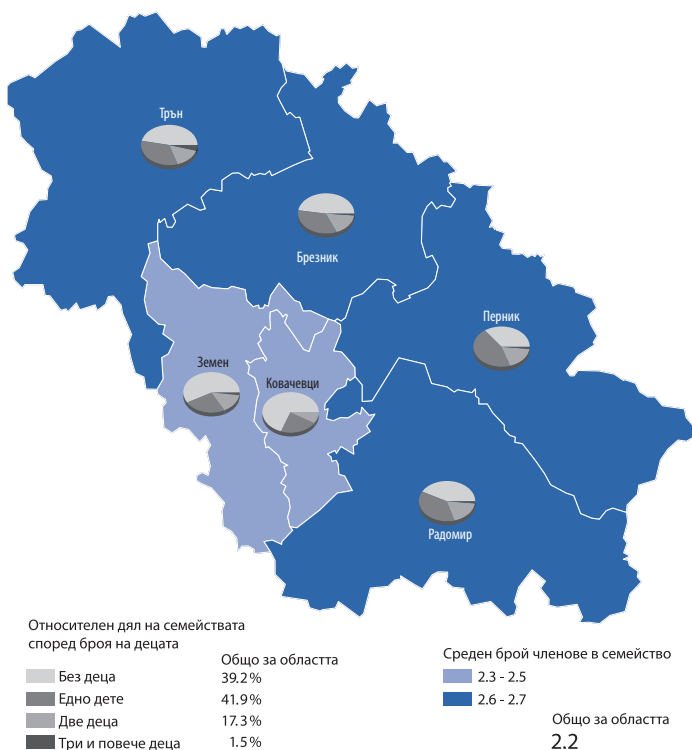 Трън
Брезник
Перник
Земен
Ковачевци
Радомир
Относителен дял на семействата
според броя на децата
Общо за областта
Без деца 39.2%
Едно дете 41.9%
Две деца 17.3%
Три и повече деца 1.5%
Среден брой членове в семейство
2.3 - 2.5
2.6 - 2.7
Общо за областта
2.2